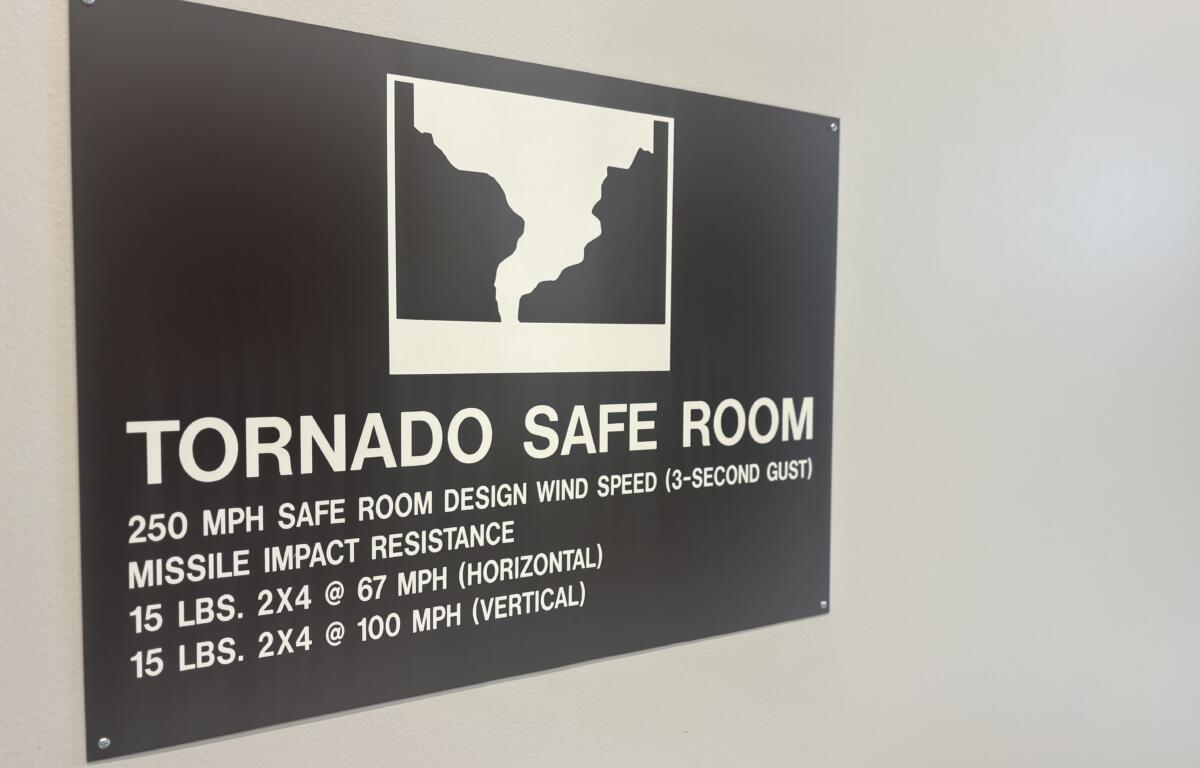 TORNADO SAFE ROOM
250 MPH SAFE ROOM DESIGN WIND SPEED (3-SECOND GUST)
MISSILE IMPACT RESISTANCE
15 LBS. 2X4 @ 67 MPH (HORIZONTAL)
15 LBS. 2X4 @ 100 MPH (VERTICAL)